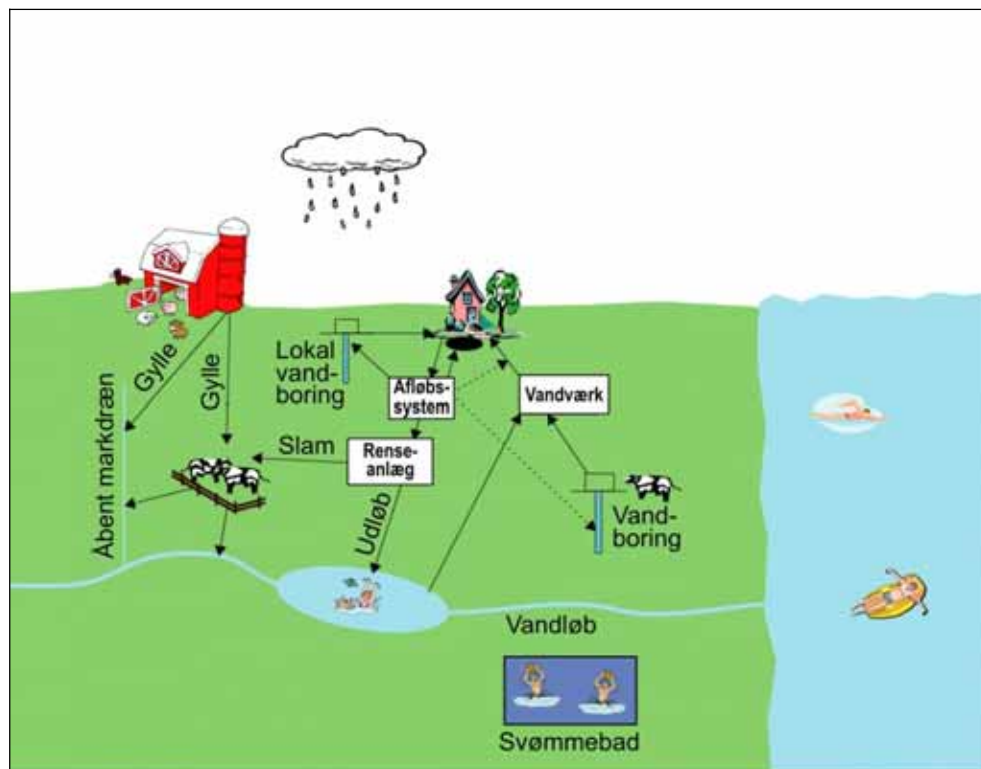 Gylle
Gylle
Åbent markdræn
Lokal
vand-
boring
Afløbs-
system
Vandværk
Slam
Rense-
anlæg
Udløb
Vand-
boring
Vandløb
Svømmebad